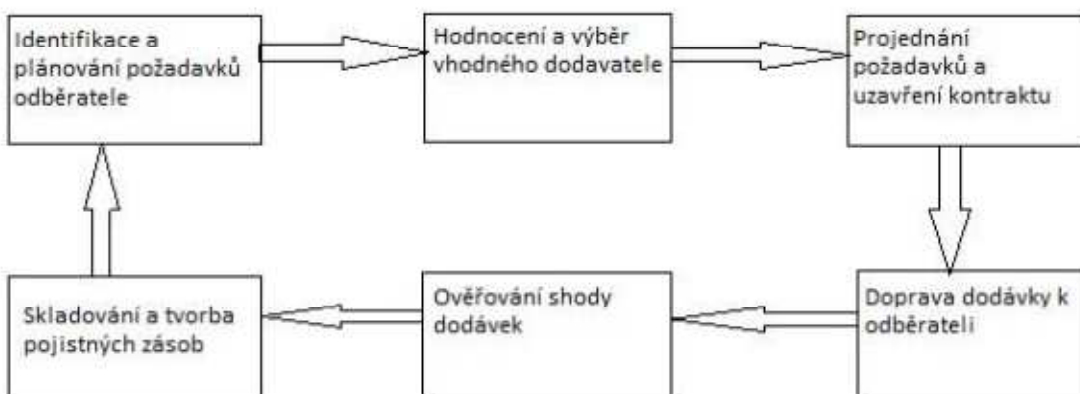 Identifikace a
plánování požadavků
odběratele
Hodnocení a výběr
vhodného dodavatele
Projednání
požadavků a
uzavření kontraktu
Doprava dodávky k
odběrateli
Ověřování shody
dodávek
Skladování a tvorba
pojistných zásob